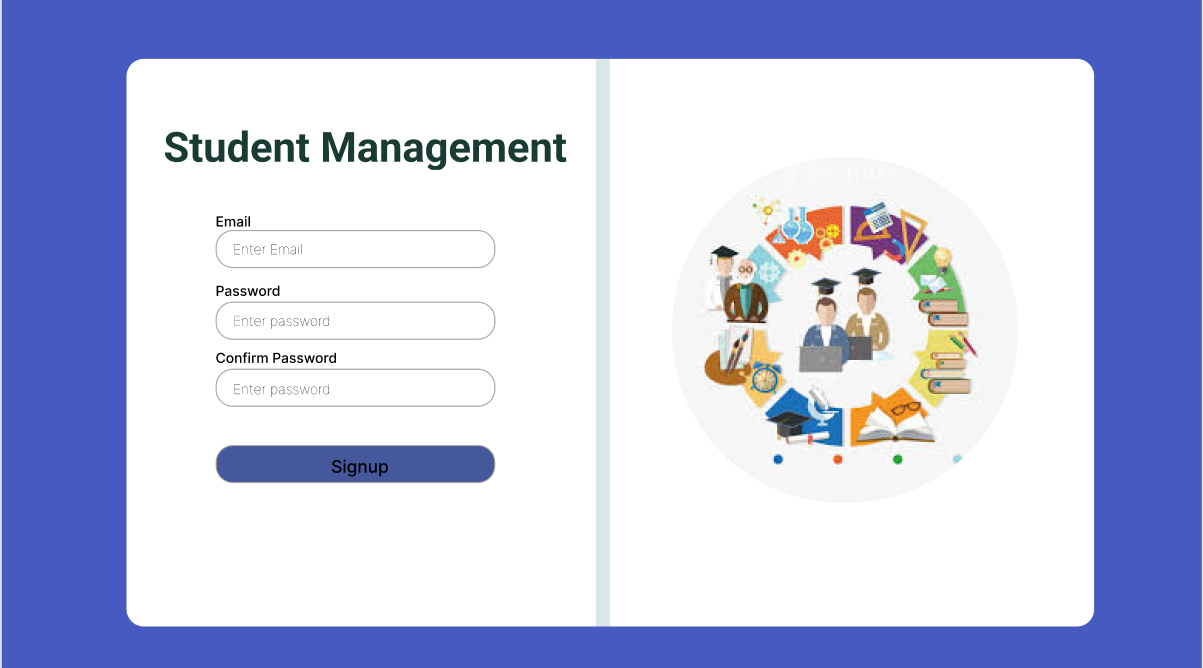 Student Management
Email
Enter Email
Password
Enter password
Confirm Password
Enter password
Signup